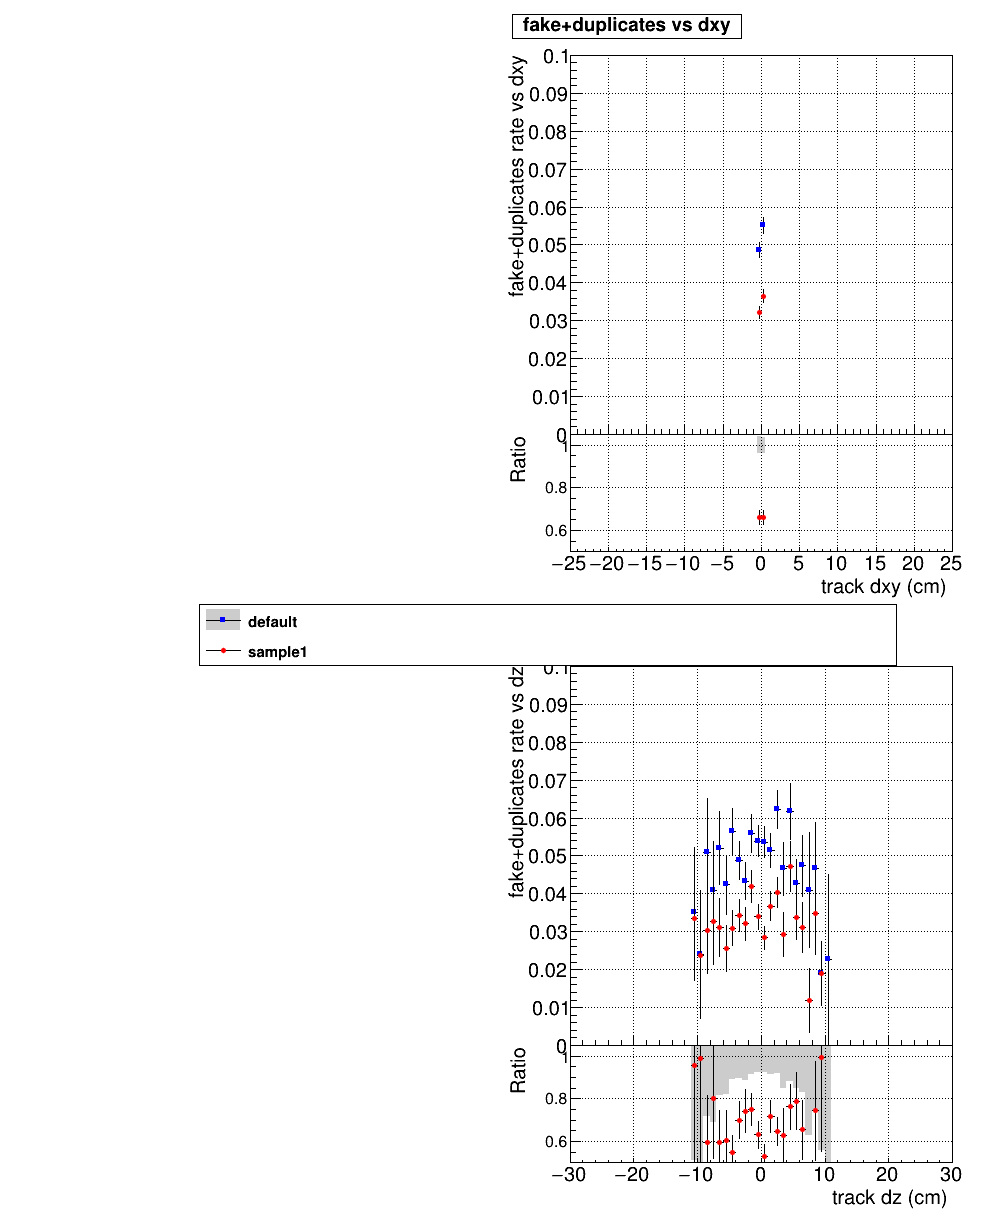 fake+duplicates vs dxy
fake+duplicates rate vs dxy
0.1
0.09
0.08
0.07
0.06
0.05
0.04
0.03
0.02
0.01
0
Ratio
1
0.8
0.6
−25 −20 −15 −10 −5 0 5 10 15 20 25
track dxy (cm)
default
sample1
fake+duplicates rate vs dz
0.1
0.09
0.08
0.07
0.06
0.05
0.04
0.03
0.02
0.01
0
Ratio
1
0.8
0.6
−30 −20 −10 0 10 20 30
track dz (cm)